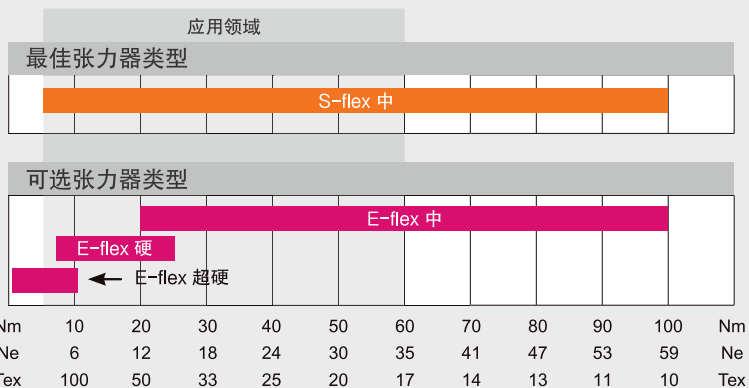 应用领域
最佳张力器类型
S-flex 中
可选张力器类型
E-flex 中
E-flex 硬
E-flex 超硬
Nm 10 20 30 40 50 60 70 80 90 100 Nm
Ne 6 12 18 24 30 35 41 47 53 59 Ne
Tex 100 50 33 25 20 17 14 13 11 10 Tex